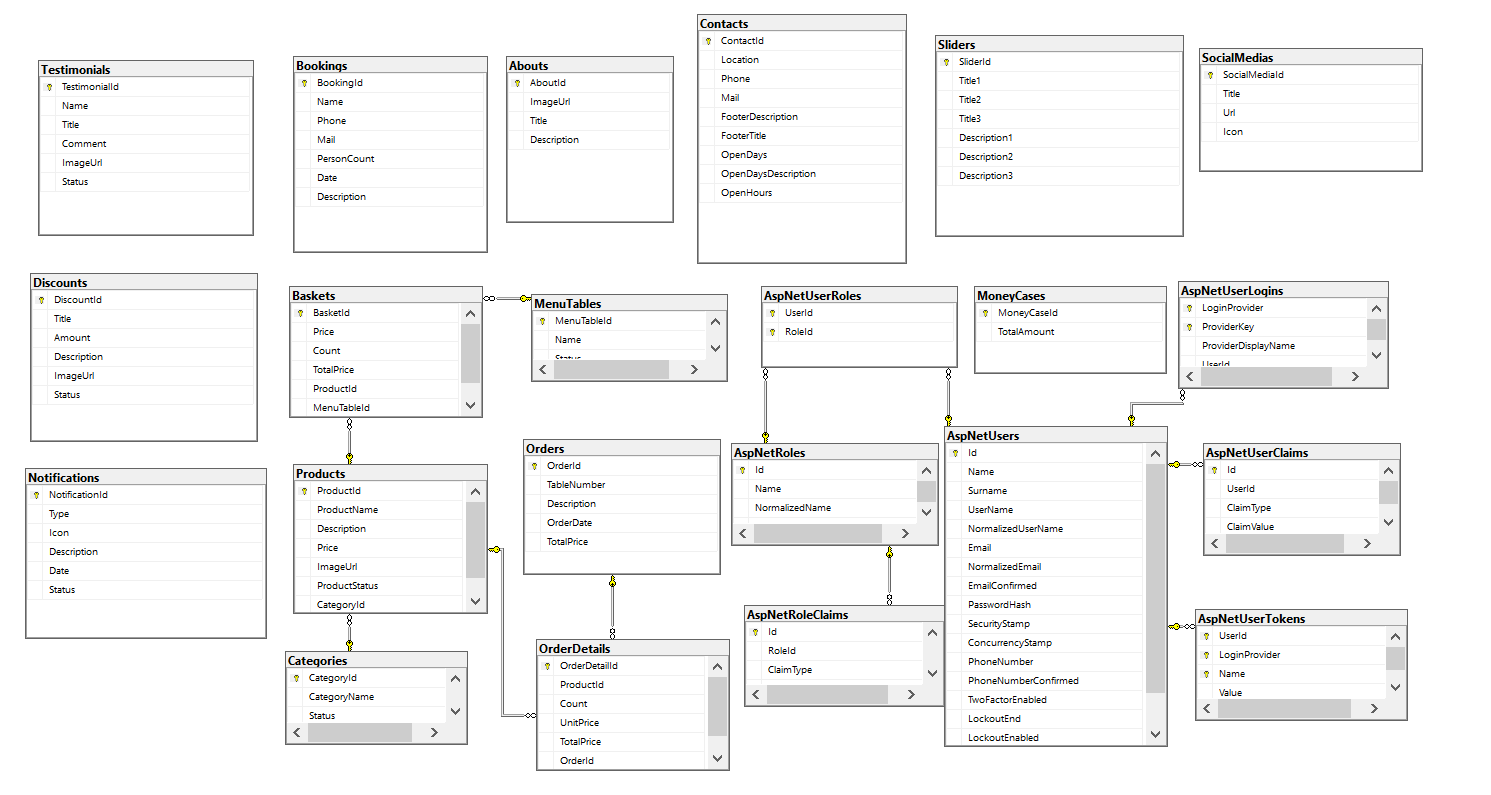 Testimonials
TestimonialId
Name
Title
Comment
ImageUrl
Status
Bookings
BookingId
Name
Phone
Mail
PersonCount
Date
Description
Abouts
AboutId
ImageUrl
Title
Description
Contacts
ContactId
Location
Phone
Mail
FooterDescription
FooterTitle
OpenDays
OpenDaysDescription
OpenHours
Sliders
SliderId
Title1
Title2
Title3
Description1
Description2
Description3
SocialMedias
SocialMediaId
Title
Url
Icon
Discounts
DiscountId
Title
Amount
Description
ImageUrl
Status
Baskets
BasketId
Price
Count
TotalPrice
ProductId
MenuTableId
MenuTables
MenuTableId
Name
Status
AspNetUserRoles
UserId
RoleId
MoneyCases
MoneyCaseId
TotalAmount
AspNetUserLogins
LoginProvider
ProviderKey
ProviderDisplayName
UserId
Notifications
NotificationId
Type
Icon
Description
Date
Status
Products
ProductId
ProductName
Description
Price
ImageUrl
ProductStatus
CategoryId
Orders
OrderId
TableNumber
Description
OrderDate
TotalPrice
AspNetRoles
Id
Name
NormalizedName
AspNetUsers
Id
Name
Surname
UserName
NormalizedUserName
Email
NormalizedEmail
EmailConfirmed
PasswordHash
SecurityStamp
ConcurrencyStamp
PhoneNumber
PhoneNumberConfirmed
TwoFactorEnabled
LockoutEnd
LockoutEnabled
AspNetUserClaims
Id
UserId
ClaimType
ClaimValue
Categories
CategoryId
CategoryName
Status
OrderDetails
OrderDetailId
ProductId
Count
UnitPrice
TotalPrice
OrderId
AspNetRoleClaims
Id
RoleId
ClaimType
AspNetUserTokens
UserId
LoginProvider
Name
Value